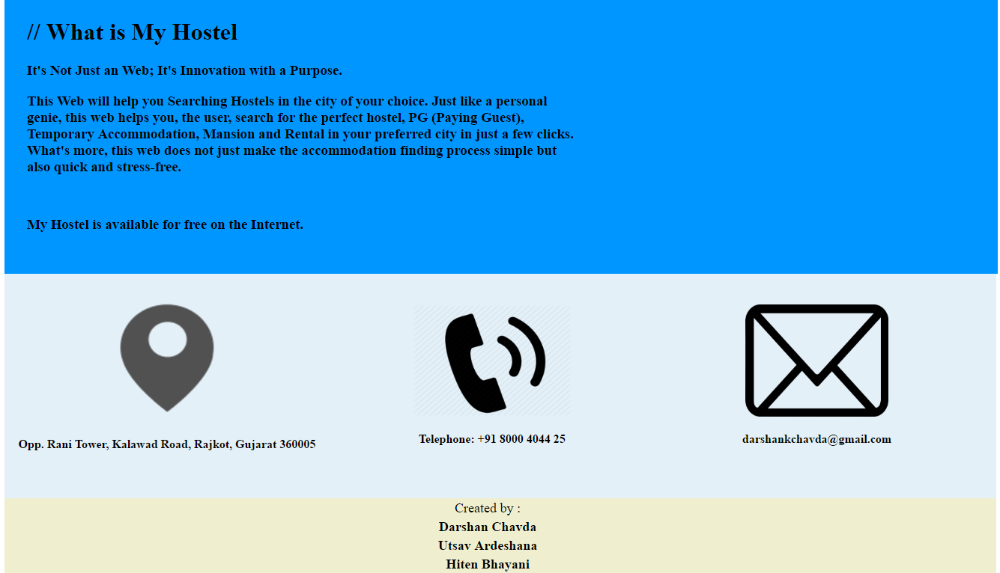 // What is My Hostel
It's Not Just an Web; It's Innovation with a Purpose.
This Web will help you Searching Hostels in the city of your choice. Just like a personal
genie, this web helps you, the user, search for the perfect hostel, PG (Paying Guest),
Temporary Accommodation, Mansion and Rental in your preferred city in just a few clicks.
What's more, this web does not just make the accommodation finding process simple but
also quick and stress-free.
My Hostel is available for free on the Internet.
Opp. Rani Tower, Kalawad Road, Rajkot, Gujarat 360005
Telephone: +91 8000 4044 25
darshankchavda@gmail.com
Created by :
Darshan Chavda
Utsav Ardeshana
Hiten Bhayani